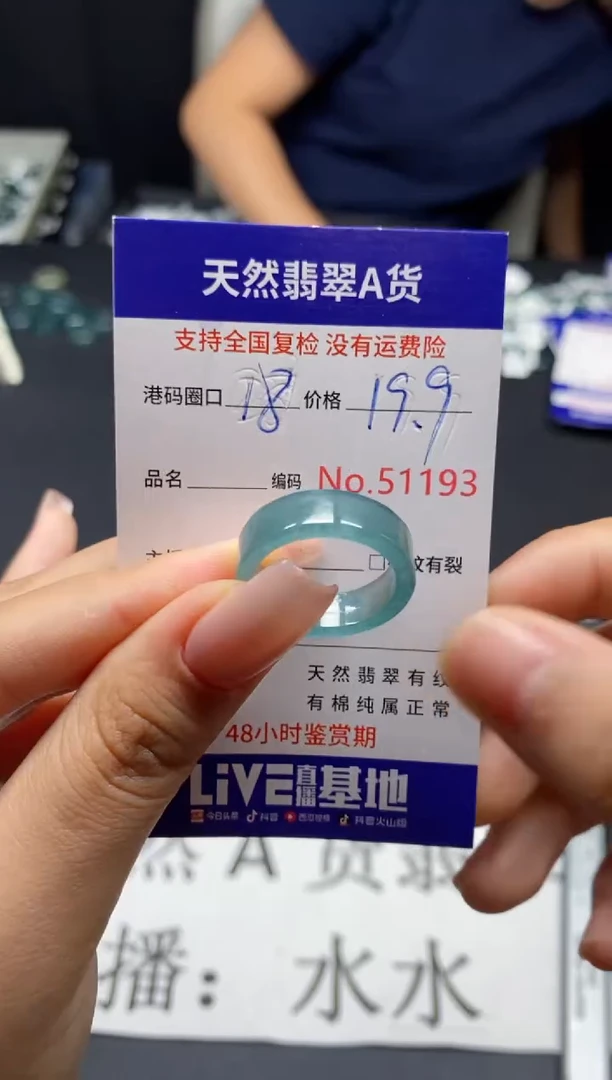 天然翡翠A货
支持全国复检 没有运费险
港码圈口 18 价格 19.9
品名 编码 No.51193
纹有裂
天然翡翠有纹
有棉纯属正常
48小时鉴赏期
LiVE直播基地
今日头条 抖音 西瓜视频 抖音火山版
然A货翡
播：水水